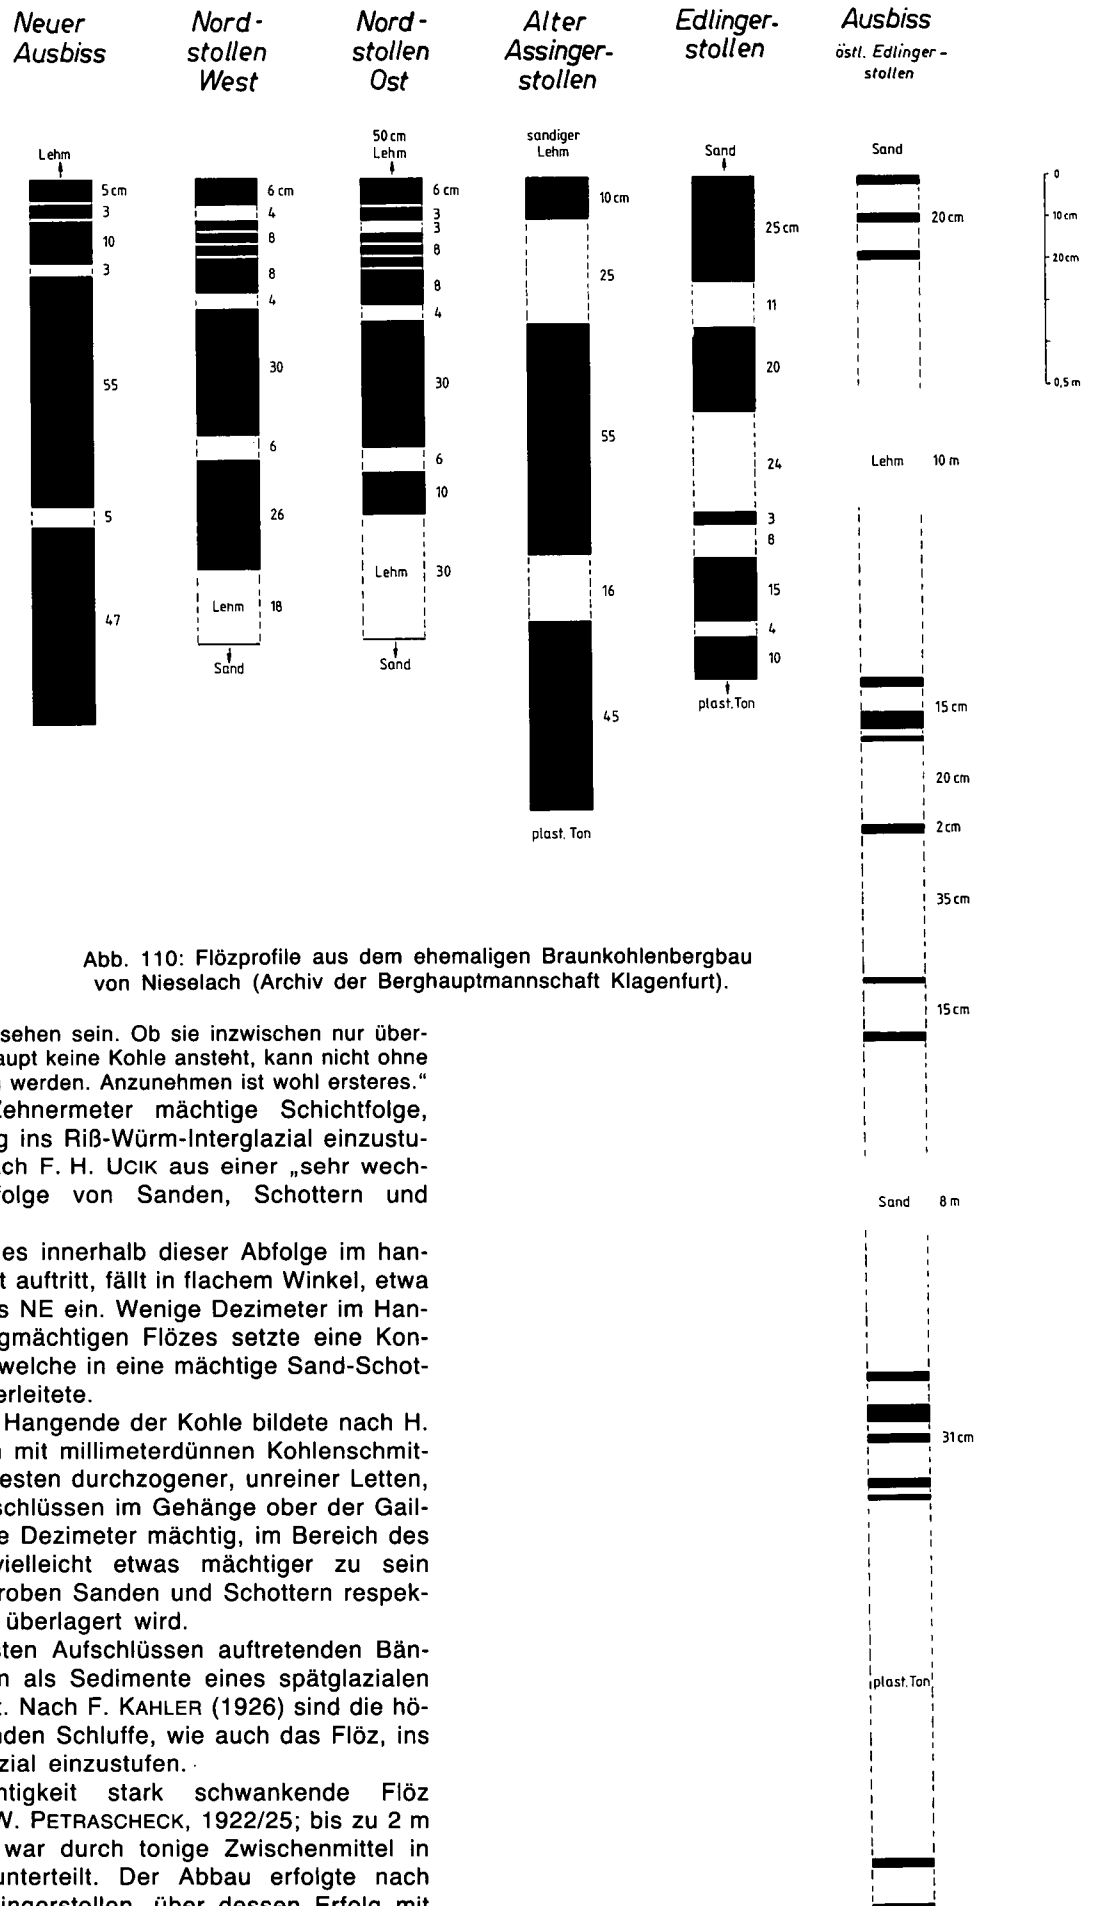 Neuer
Ausbiss
Nord-
stollen
West
Nord-
stollen
Ost
Alter
Assinger-
stollen
Edlinger-
stollen
Ausbiss
östl. Edlinger-
stollen
Lehm
5 cm
3
10
3
55
5
47
6 cm
4
8
8
4
30
6
26
Lehm 18
Sand
50 cm
Lehm
6 cm
3
3
8
8
4
30
6
10
Lehm 30
Sand
sandiger
Lehm
10 cm
25
55
16
45
plast. Ton
Sand
25 cm
11
20
24
3
8
15
4
10
plast. Ton
Sand
20 cm
Lehm 10 m
15 cm
20 cm
2 cm
35 cm
15 cm
Sand 8 m
31 cm
plast. Ton
0
10 cm
20 cm
0,5 m
Abb. 110: Flözprofile aus dem ehemaligen Braunkohlenbergbau
von Nieselach (Archiv der Berghauptmannschaft Klagenfurt).
sehen sein. Ob sie inzwischen nur über-
aupt keine Kohle ansteht, kann nicht ohne
werden. Anzunehmen ist wohl ersteres.“
Zehnermeter mächtige Schichtfolge,
g ins Riß-Würm-Interglazial einzustu-
ch F. H. UCIK aus einer „sehr wech-
folge von Sanden, Schottern und
es innerhalb dieser Abfolge im han-
t auftritt, fällt in flachem Winkel, etwa
s NE ein. Wenige Dezimeter im Han-
gmächtigen Flözes setzte eine Kon-
welche in eine mächtige Sand-Schot-
erleitete.
Hangende der Kohle bildete nach H.
n mit millimeterdünnen Kohlenschmit-
esten durchzogener, unreiner Letten,
schlüssen im Gehänge ober der Gail-
e Dezimeter mächtig, im Bereich des
vielleicht etwas mächtiger zu sein
roben Sanden und Schottern respek-
überlagert wird.
sten Aufschlüssen auftretenden Bän-
n als Sedimente eines spätglazialen
t. Nach F. KAHLER (1926) sind die hö-
nden Schluffe, wie auch das Flöz, ins
zial einzustufen.
htigkeit stark schwankende Flöz
W. PETRASCHECK, 1922/25; bis zu 2 m
war durch tonige Zwischenmittel in
unterteilt. Der Abbau erfolgte nach
ingerstollen, über dessen Erfolg mit